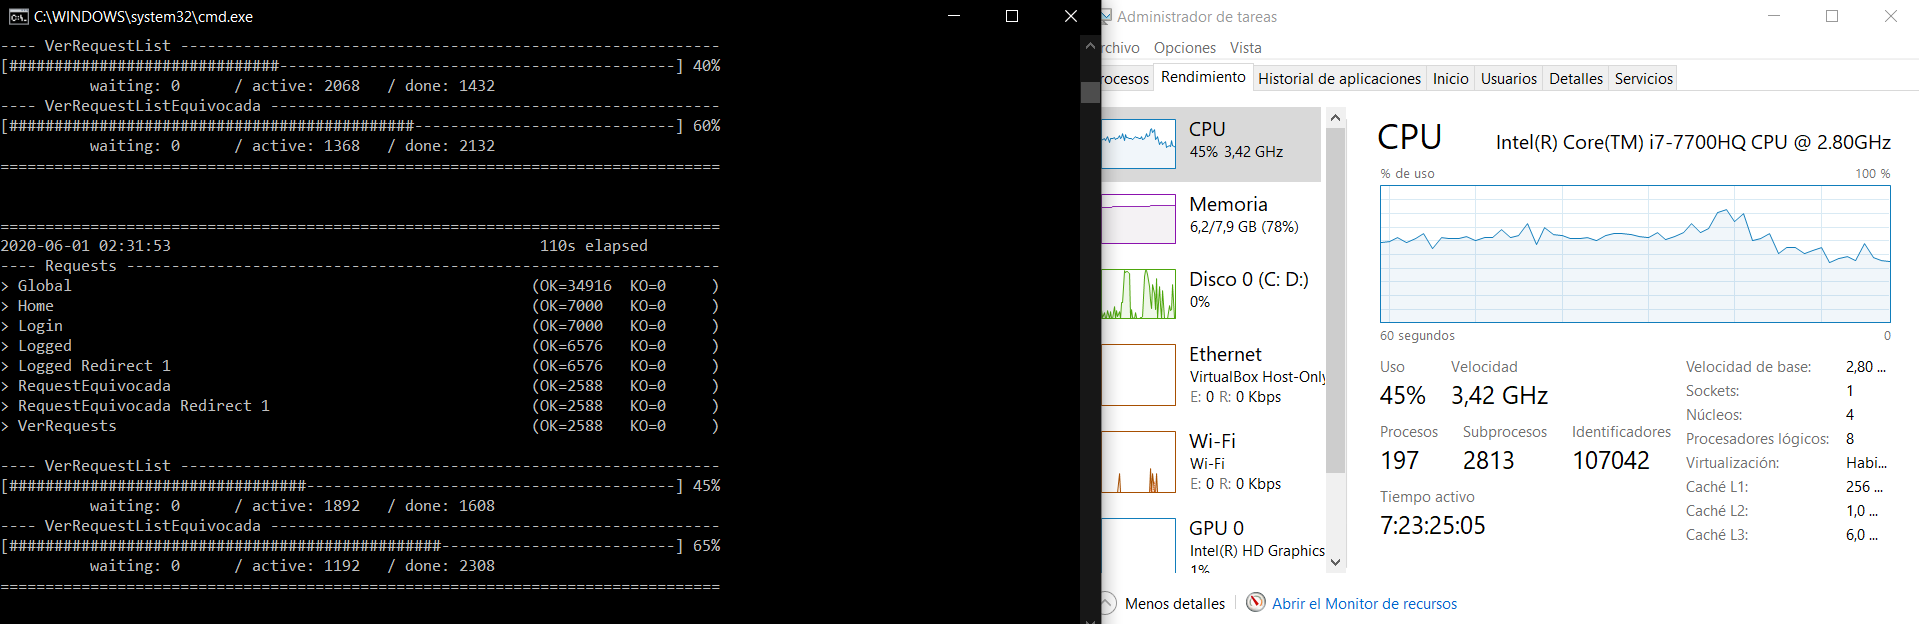 C:\WINDOWS\system32\cmd.exe
---- VerRequestList ------------------------------------------------------------
[##############################--------------------------------------------] 40%
waiting: 0 / active: 2068 / done: 1432
---- VerRequestListEquivocada --------------------------------------------------
[#############################################-----------------------------] 60%
waiting: 0 / active: 1368 / done: 2132
================================================================================
================================================================================
2020-06-01 02:31:53 110s elapsed
---- Requests ------------------------------------------------------------------
> Global (OK=34916 KO=0 )
> Home (OK=7000 KO=0 )
> Login (OK=7000 KO=0 )
> Logged (OK=6576 KO=0 )
> Logged Redirect 1 (OK=6576 KO=0 )
> RequestEquivocada (OK=2588 KO=0 )
> RequestEquivocada Redirect 1 (OK=2588 KO=0 )
> VerRequests (OK=2588 KO=0 )
---- VerRequestList ------------------------------------------------------------
[#################################-----------------------------------------] 45%
waiting: 0 / active: 1892 / done: 1608
---- VerRequestListEquivocada --------------------------------------------------
[################################################--------------------------] 65%
waiting: 0 / active: 1192 / done: 2308
================================================================================
Administrador de tareas
rchivo Opciones Vista
rocesos Rendimiento Historial de aplicaciones Inicio Usuarios Detalles Servicios
CPU
45% 3,42 GHz
Memoria
6,2/7,9 GB (78%)
Disco 0 (C: D:)
0%
Ethernet
VirtualBox Host-Only
E: 0 R: 0 Kbps
Wi-Fi
Wi-Fi
E: 0 R: 0 Kbps
GPU 0
Intel(R) HD Graphics
1%
CPU Intel(R) Core(TM) i7-7700HQ CPU @ 2.80GHz
% de uso 100 %
60 segundos 0
Uso Velocidad
45% 3,42 GHz
Procesos Subprocesos Identificadores
197 2813 107042
Tiempo activo
7:23:25:05
Velocidad de base: 2,80 ...
Sockets: 1
Núcleos: 4
Procesadores lógicos: 8
Virtualización: Habi...
Caché L1: 256 ...
Caché L2: 1,0 ...
Caché L3: 6,0 ...
Menos detalles Abrir el Monitor de recursos